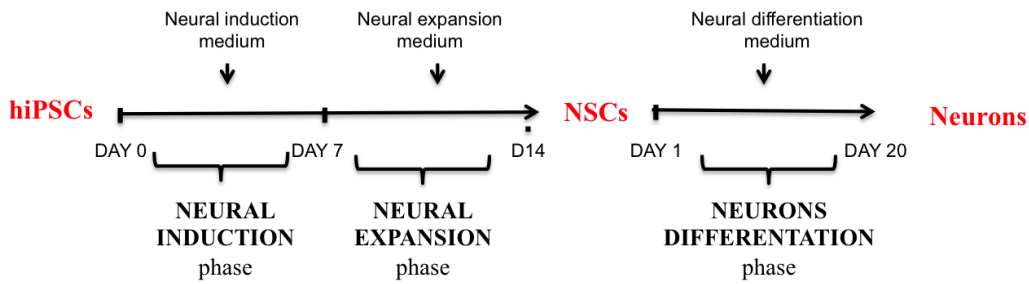 Neural induction
medium
Neural expansion
medium
Neural differentiation
medium
hiPSCs
NSCs
Neurons
DAY 0
DAY 7
D14
DAY 1
DAY 20
NEURAL
INDUCTION
phase
NEURAL
EXPANSION
phase
NEURONS
DIFFERENTATION
phase